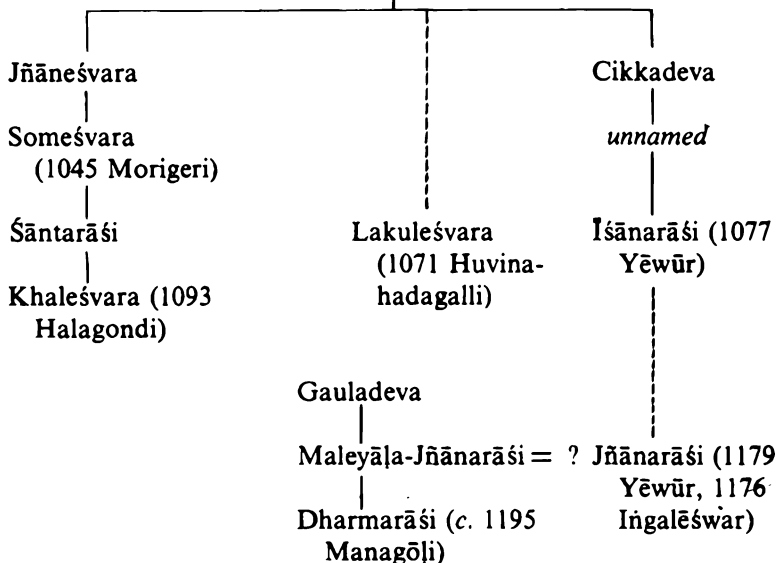 Jñāneśvara
Cikkadeva
Someśvara
(1045 Morigeri)
unnamed
Śāntarāśi
Lakuleśvara
(1071 Huvina-
hadagalli)
Īśānarāśi (1077
Yēwūr)
Khaleśvara (1093
Halagondi)
Gauladeva
Maleyāḷa-Jñānarāśi = ? Jñānarāśi (1179
Yēwūr, 1176
Iṅgalēśwar)
Dharmarāśi (c. 1195
Managōḷi)